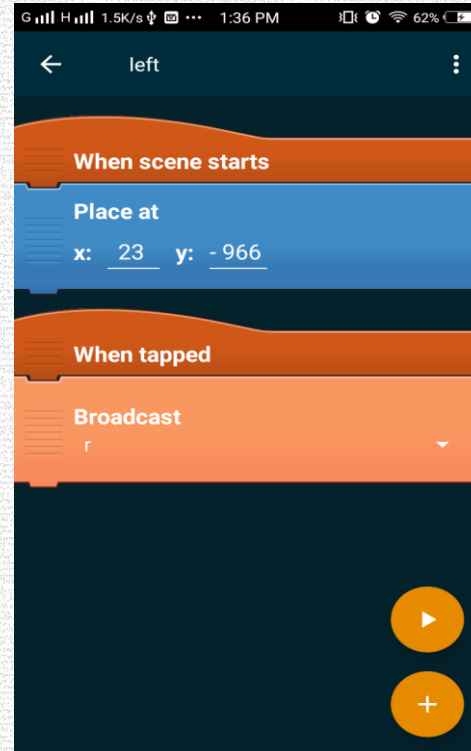 G H 1.5K/s ... 1:36 PM 62%
left
When scene starts
Place at
x: 23 y: - 966
When tapped
Broadcast
r